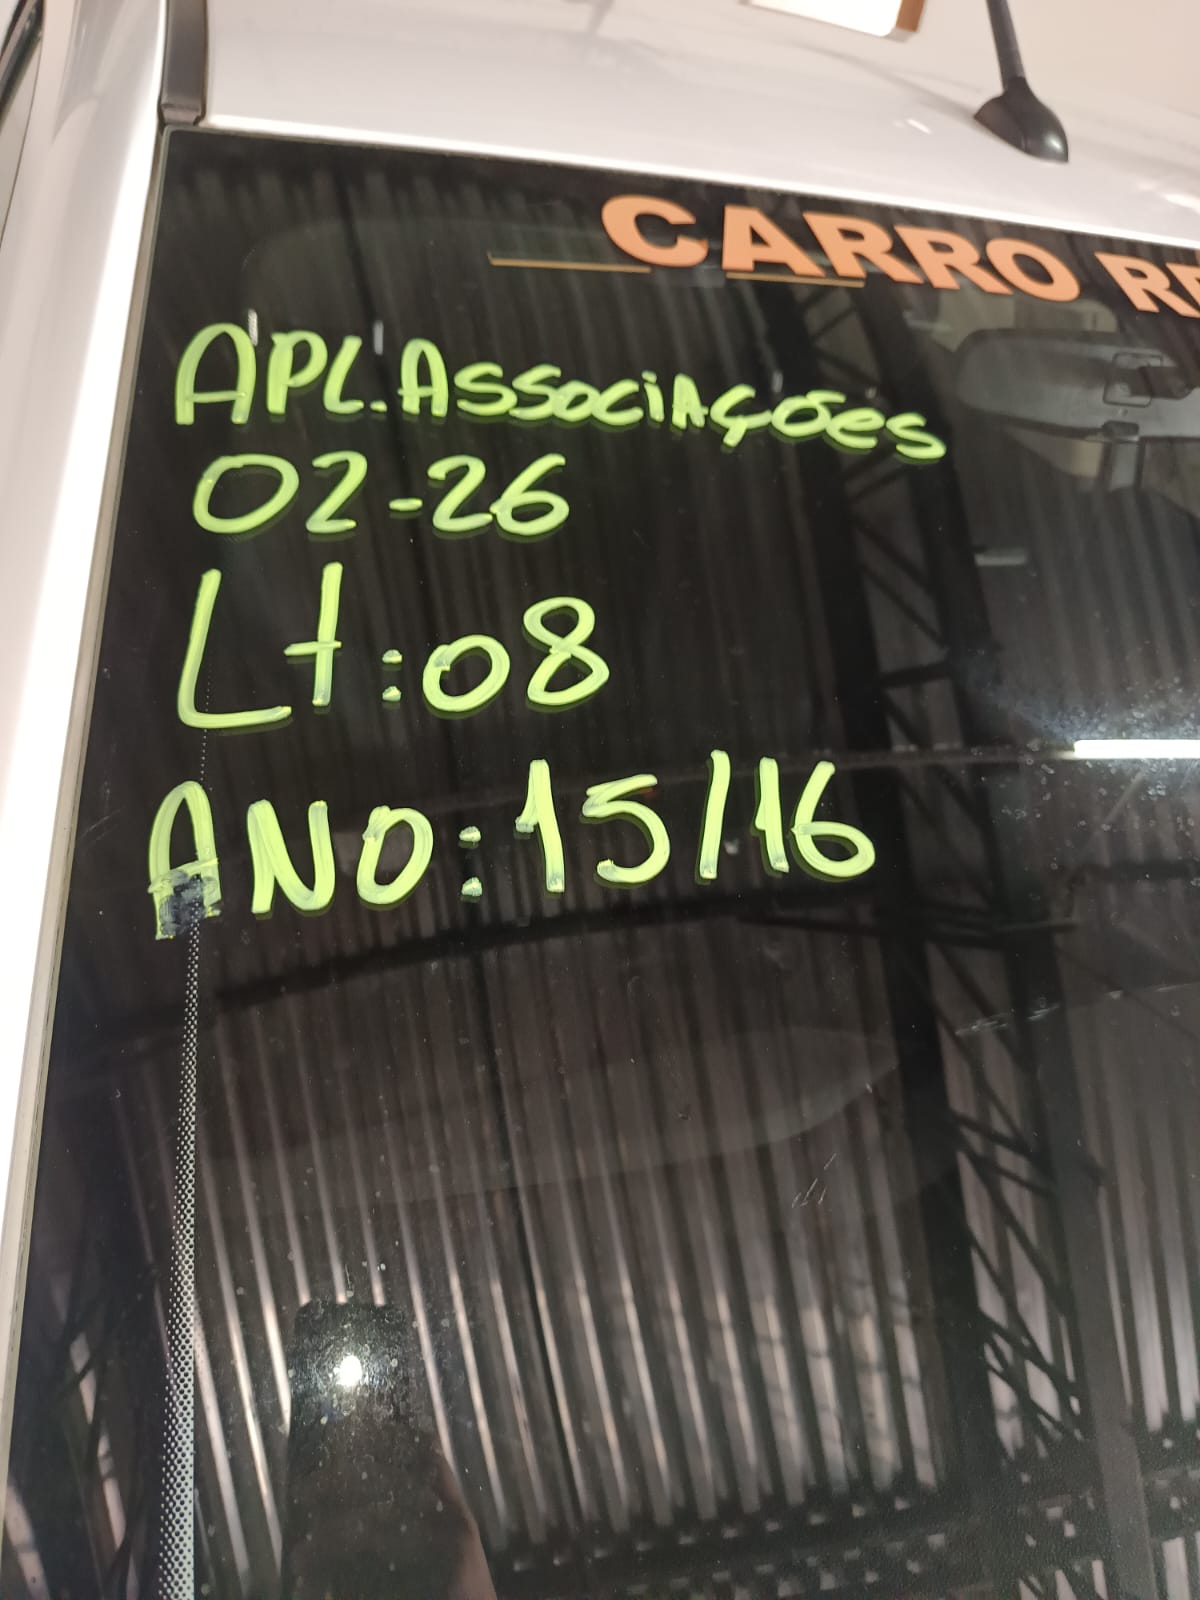 CARRO
APL.ASSOCIAÇÕES
02-26
Lt:08
ANO:15/16